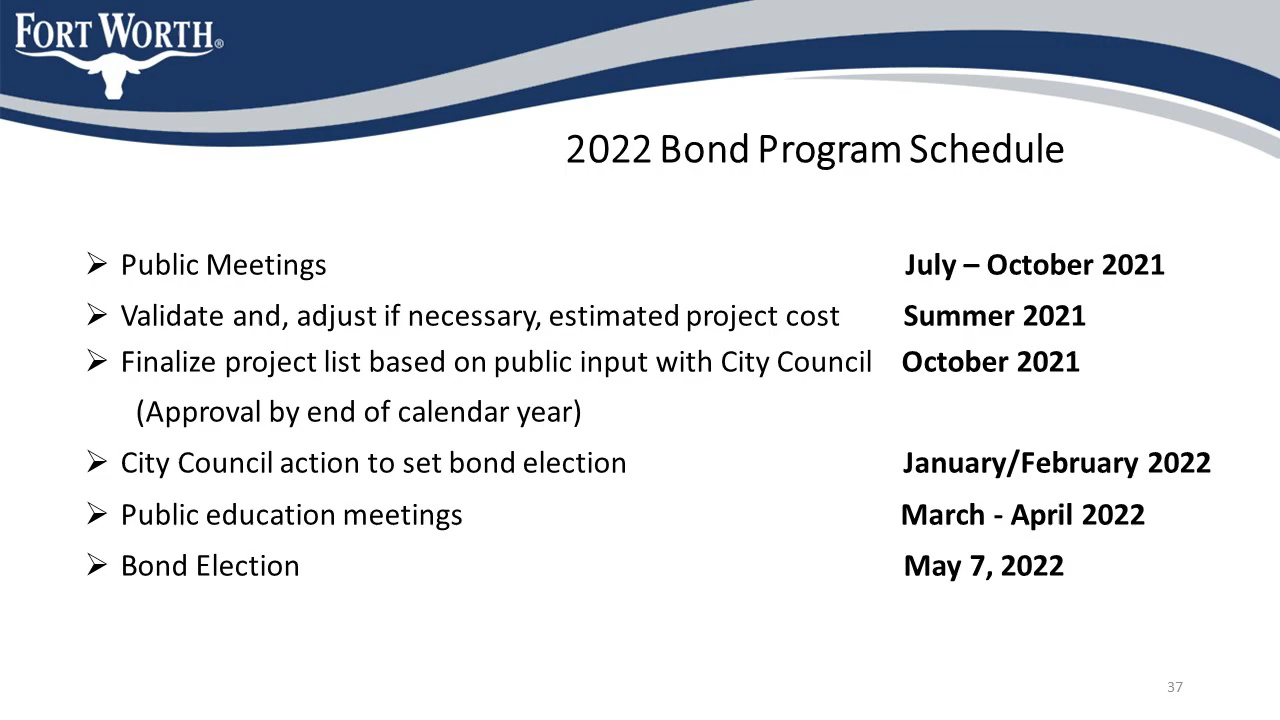 FORT WORTH®
2022 Bond Program Schedule
➢ Public Meetings July – October 2021
➢ Validate and, adjust if necessary, estimated project cost Summer 2021
➢ Finalize project list based on public input with City Council October 2021
(Approval by end of calendar year)
➢ City Council action to set bond election January/February 2022
➢ Public education meetings March - April 2022
➢ Bond Election May 7, 2022
37